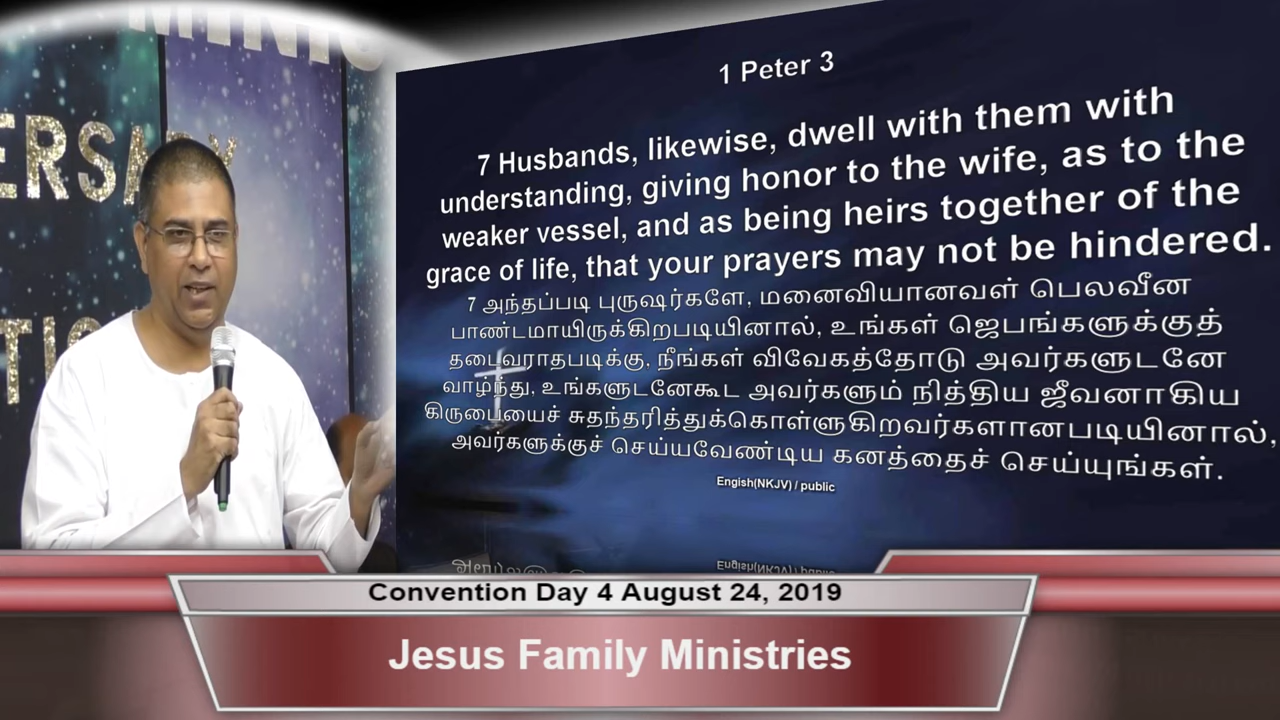 MINIS
ERSARY
TIO
1 Peter 3
7 Husbands, likewise, dwell with them with
understanding, giving honor to the wife, as to the
weaker vessel, and as being heirs together of the
grace of life, that your prayers may not be hindered.
7 அந்தப்படி புருஷர்களே, மனைவியானவள் பெலவீன
பாண்டமாயிருக்கிறபடியினால், உங்கள் ஜெபங்களுக்குத்
தடைவராதபடிக்கு, நீங்கள் விவேகத்தோடு அவர்களுடனே
வாழ்ந்து, உங்களுடனேகூட அவர்களும் நித்திய ஜீவனாகிய
கிருபையைச் சுதந்தரித்துக்கொள்ளுகிறவர்களானபடியினால்,
அவர்களுக்குச் செய்யவேண்டிய கனத்தைச் செய்யுங்கள்.
Engish(NKJV) / public
Convention Day 4 August 24, 2019
Jesus Family Ministries